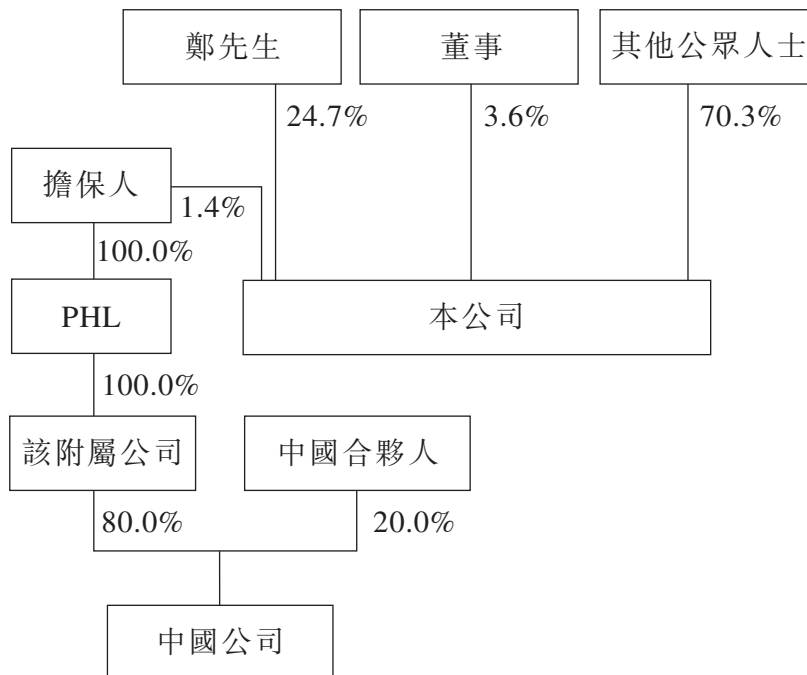 鄭先生
董事
其他公眾人士
24.7%
3.6%
70.3%
擔保人
1.4%
100.0%
PHL
本公司
100.0%
該附屬公司
中國合夥人
80.0%
20.0%
中國公司